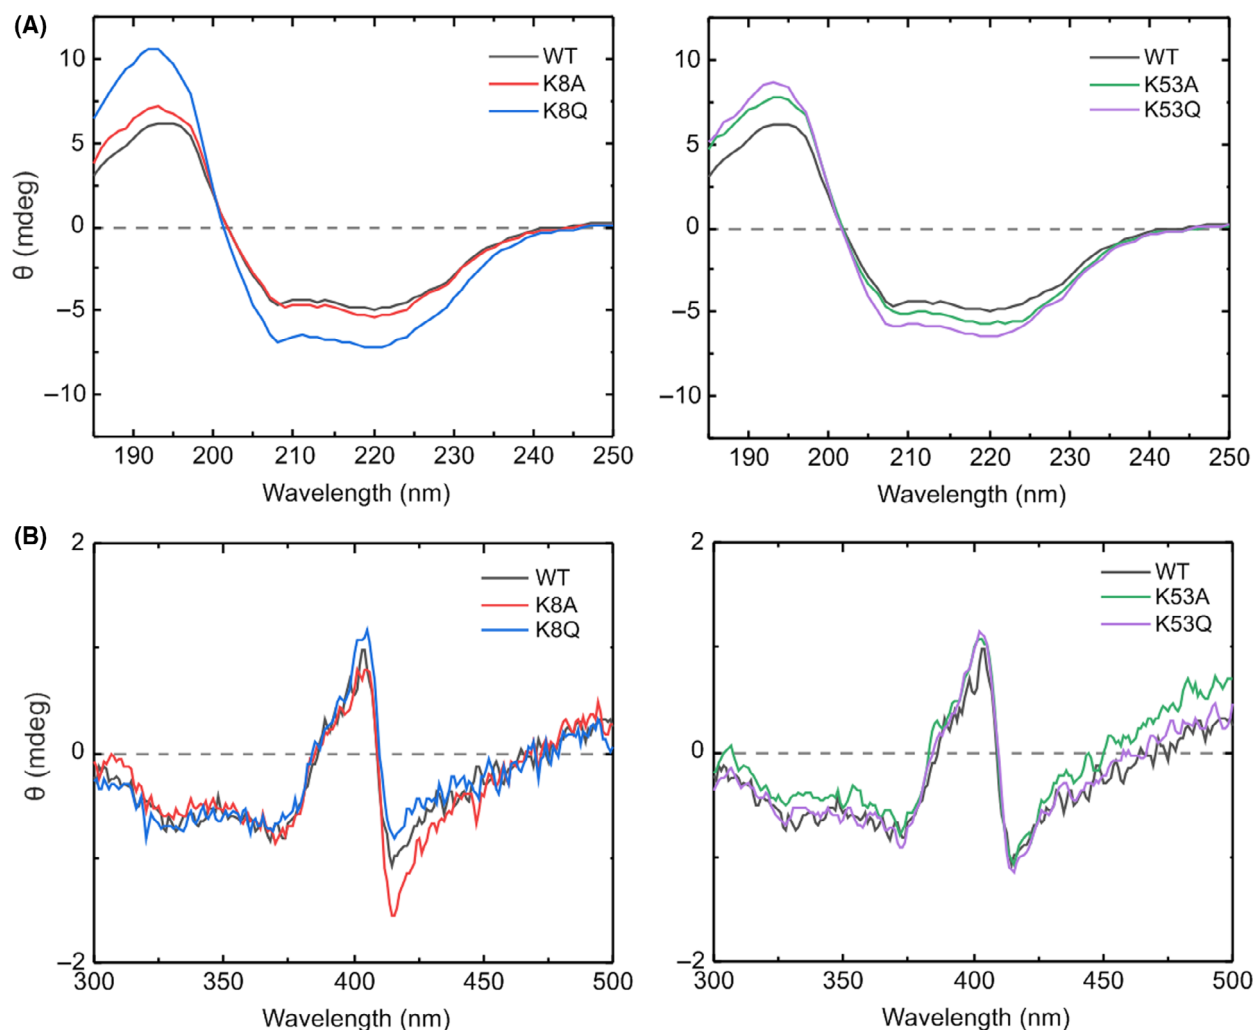 (A)
θ (mdeg)
10
5
0
–5
–10
WT
K8A
K8Q
190 200 210 220 230 240 250
Wavelength (nm)
10
5
0
–5
–10
WT
K53A
K53Q
190 200 210 220 230 240 250
Wavelength (nm)
(B)
θ (mdeg)
2
0
–2
WT
K8A
K8Q
300 350 400 450 500
Wavelength (nm)
2
0
–2
WT
K53A
K53Q
300 350 400 450 500
Wavelength (nm)